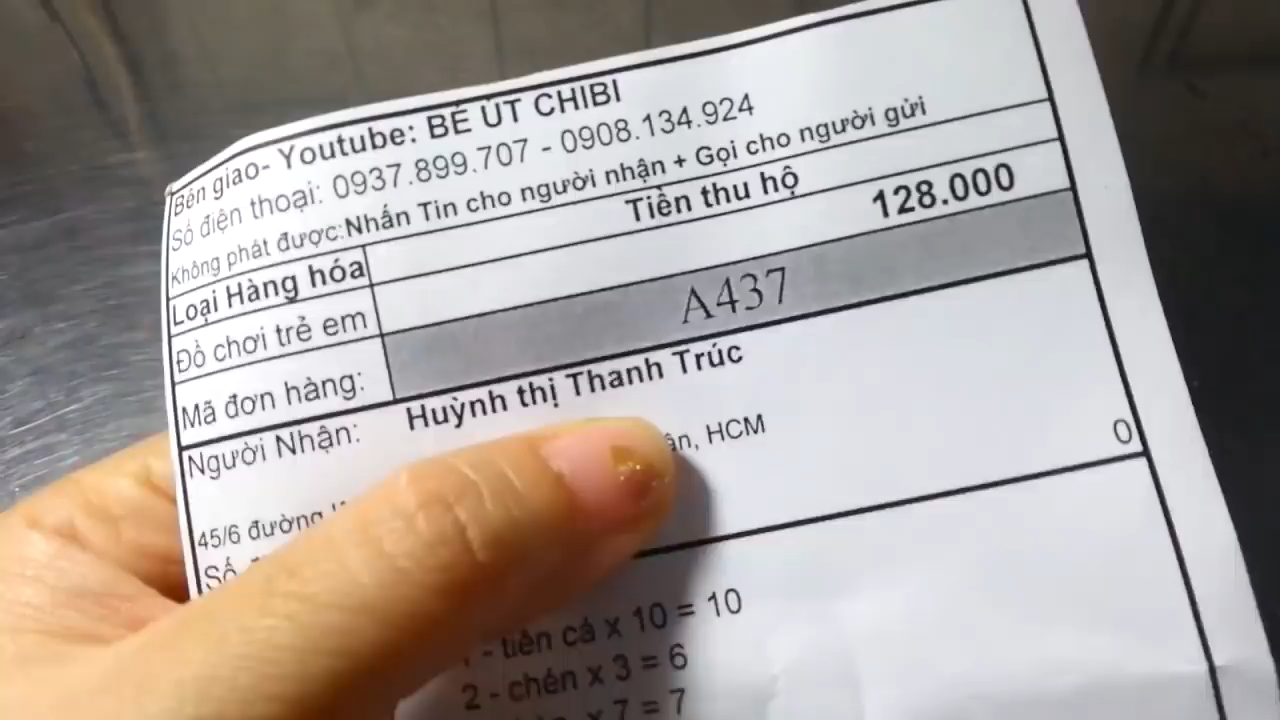 Bên giao- Youtube: BÉ ÚT CHIBI
Số điện thoại: 0937.899.707 - 0908.134.924
Không phát được:Nhắn Tin cho người nhận + Gọi cho người gửi
Loại Hàng hóa Tiền thu hộ
Đồ chơi trẻ em 128.000
Mã đơn hàng: A437
Người Nhận: Huỳnh thị Thanh Trúc
45/6 đường HCM
Số 0
- tiên cá x 10 = 10
2 - chén x 3 = 6
x 7 = 7